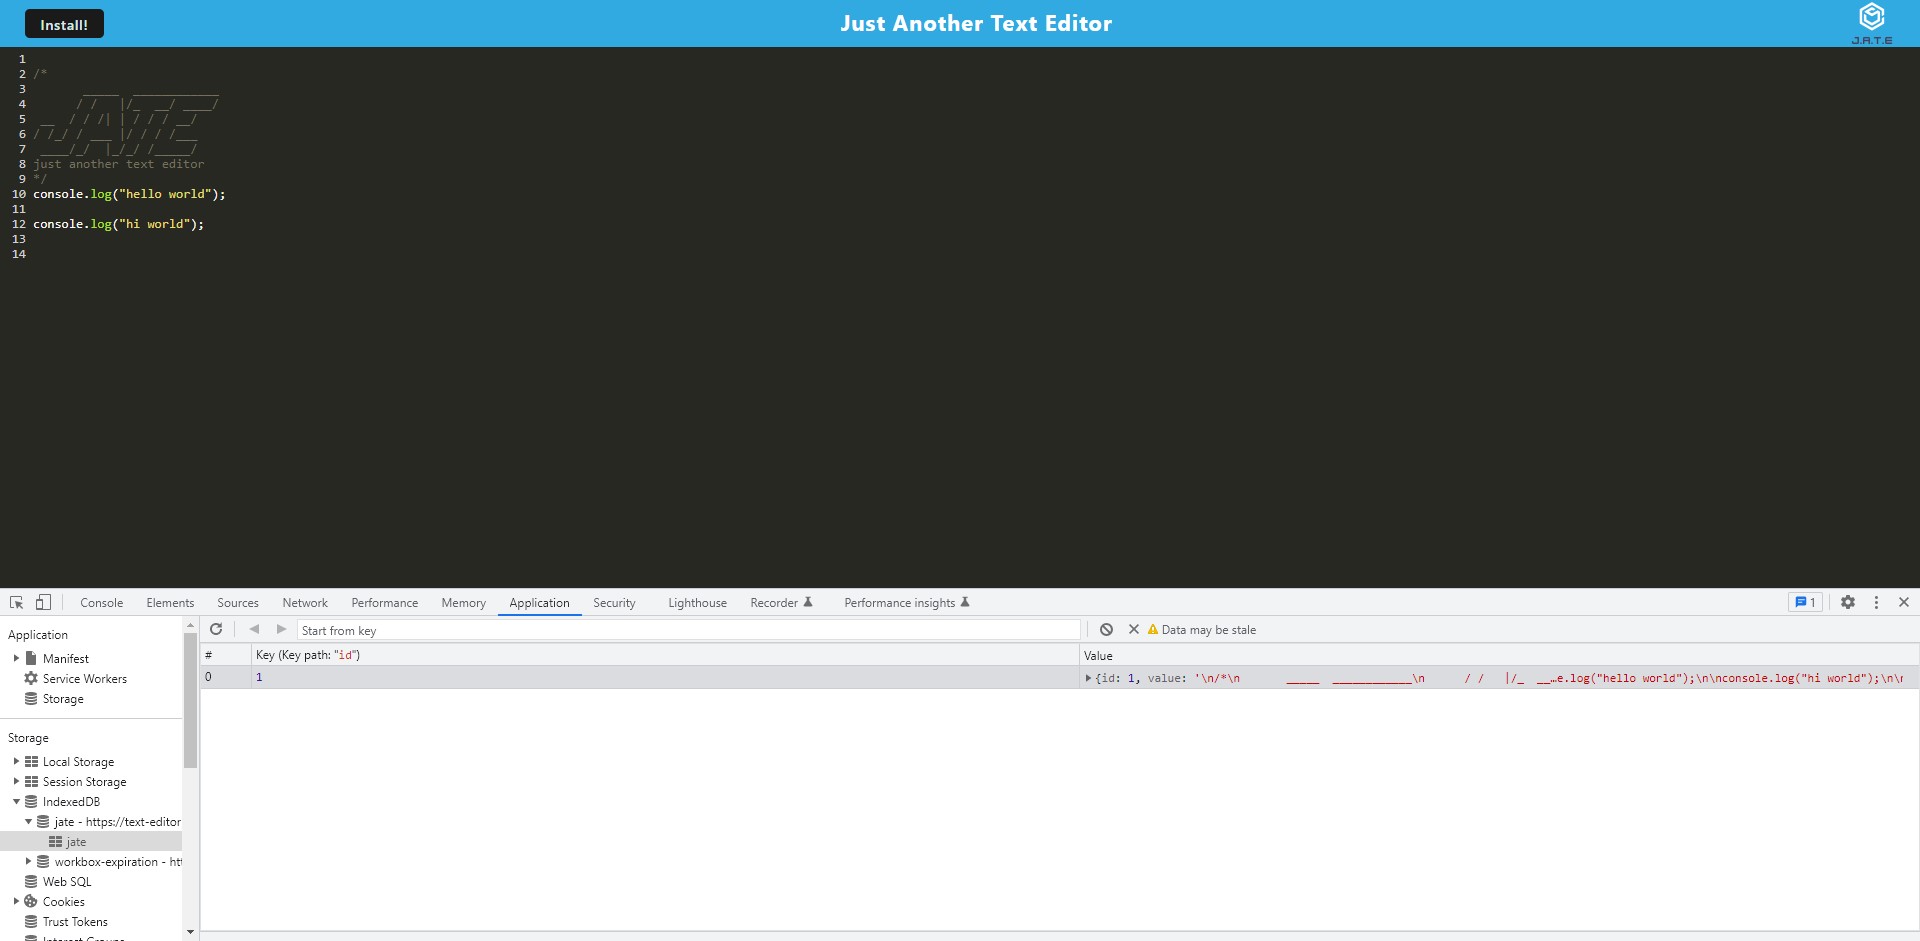 Install!
Just Another Text Editor
J.A.T.E
1
2 /*
3         _____  ____________
4       / /   |/_  __/ ____/
5  __  / / /| | / / / __/
6 / /_/ / ___ |/ / / /___
7  ____/_/  |_/_/ /_____/
8 just another text editor
9 */
10 console.log("hello world");
11
12 console.log("hi world");
13
14
Console Elements Sources Network Performance Memory Application Security Lighthouse Recorder Performance insights 1
Application
Manifest
Service Workers
Storage
Storage
Local Storage
Session Storage
IndexedDB
jate - https://text-editor
jate
workbox-expiration - htt
Web SQL
Cookies
Trust Tokens
Interest Groups
Start from key Data may be stale
# Key (Key path: "id") Value
0 1 {id: 1, value: '\n/*\n       _____  ____________\n      / /   |/_  __…e.log("hello world");\n\nconsole.log("hi world");\n\n